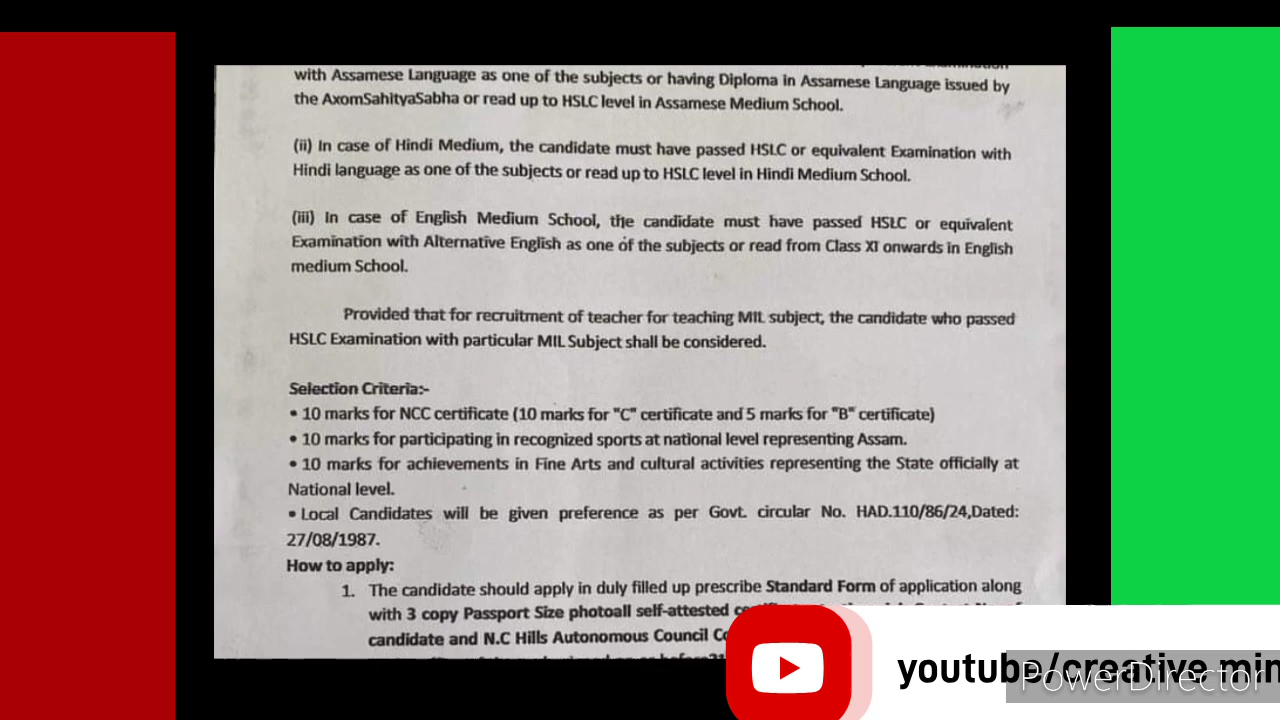 with Assamese Language as one of the subjects or having Diploma in Assamese Language issued by
the AxomSahityaSabha or read up to HSLC level in Assamese Medium School.
(ii) In case of Hindi Medium, the candidate must have passed HSLC or equivalent Examination with
Hindi language as one of the subjects or read up to HSLC level in Hindi Medium School.
(iii) In case of English Medium School, the candidate must have passed HSLC or equivalent
Examination with Alternative English as one of the subjects or read from Class XI onwards in English
medium School.
Provided that for recruitment of teacher for teaching MIL subject, the candidate who passed
HSLC Examination with particular MIL Subject shall be considered.
Selection Criteria:-
• 10 marks for NCC certificate (10 marks for "C" certificate and 5 marks for "B" certificate)
• 10 marks for participating in recognized sports at national level representing Assam.
• 10 marks for achievements in Fine Arts and cultural activities representing the State officially at
National level.
• Local Candidates will be given preference as per Govt. circular No. HAD.110/86/24,Dated:
27/08/1987.
How to apply:
1. The candidate should apply in duly filled up prescribe Standard Form of application along
with 3 copy Passport Size photoall self-attested
candidate and N.C Hills Autonomous Council
youtube/creative min
PowerDirector